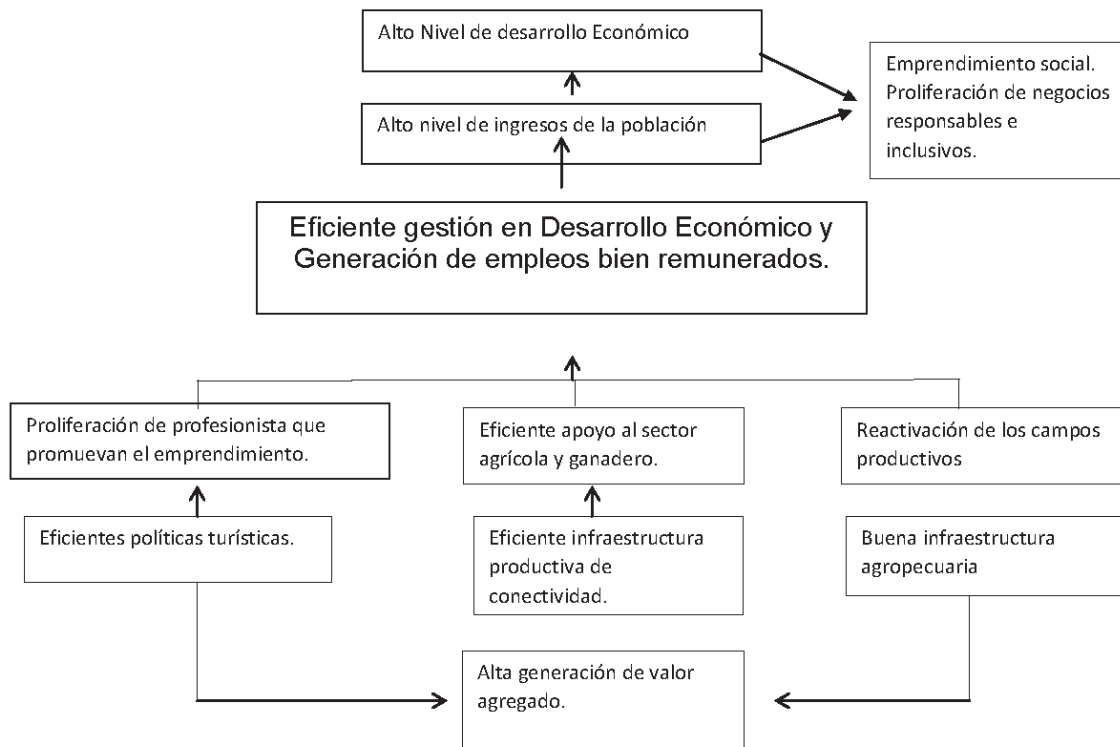 Alto Nivel de desarrollo Económico
Emprendimiento social.
Proliferación de negocios
responsables e
inclusivos.
Alto nivel de ingresos de la población
Eficiente gestión en Desarrollo Económico y
Generación de empleos bien remunerados.
Proliferación de profesionista que
promuevan el emprendimiento.
Eficiente apoyo al sector
agrícola y ganadero.
Reactivación de los campos
productivos
Eficientes políticas turísticas.
Eficiente infraestructura
productiva de
conectividad.
Buena infraestructura
agropecuaria
Alta generación de valor
agregado.